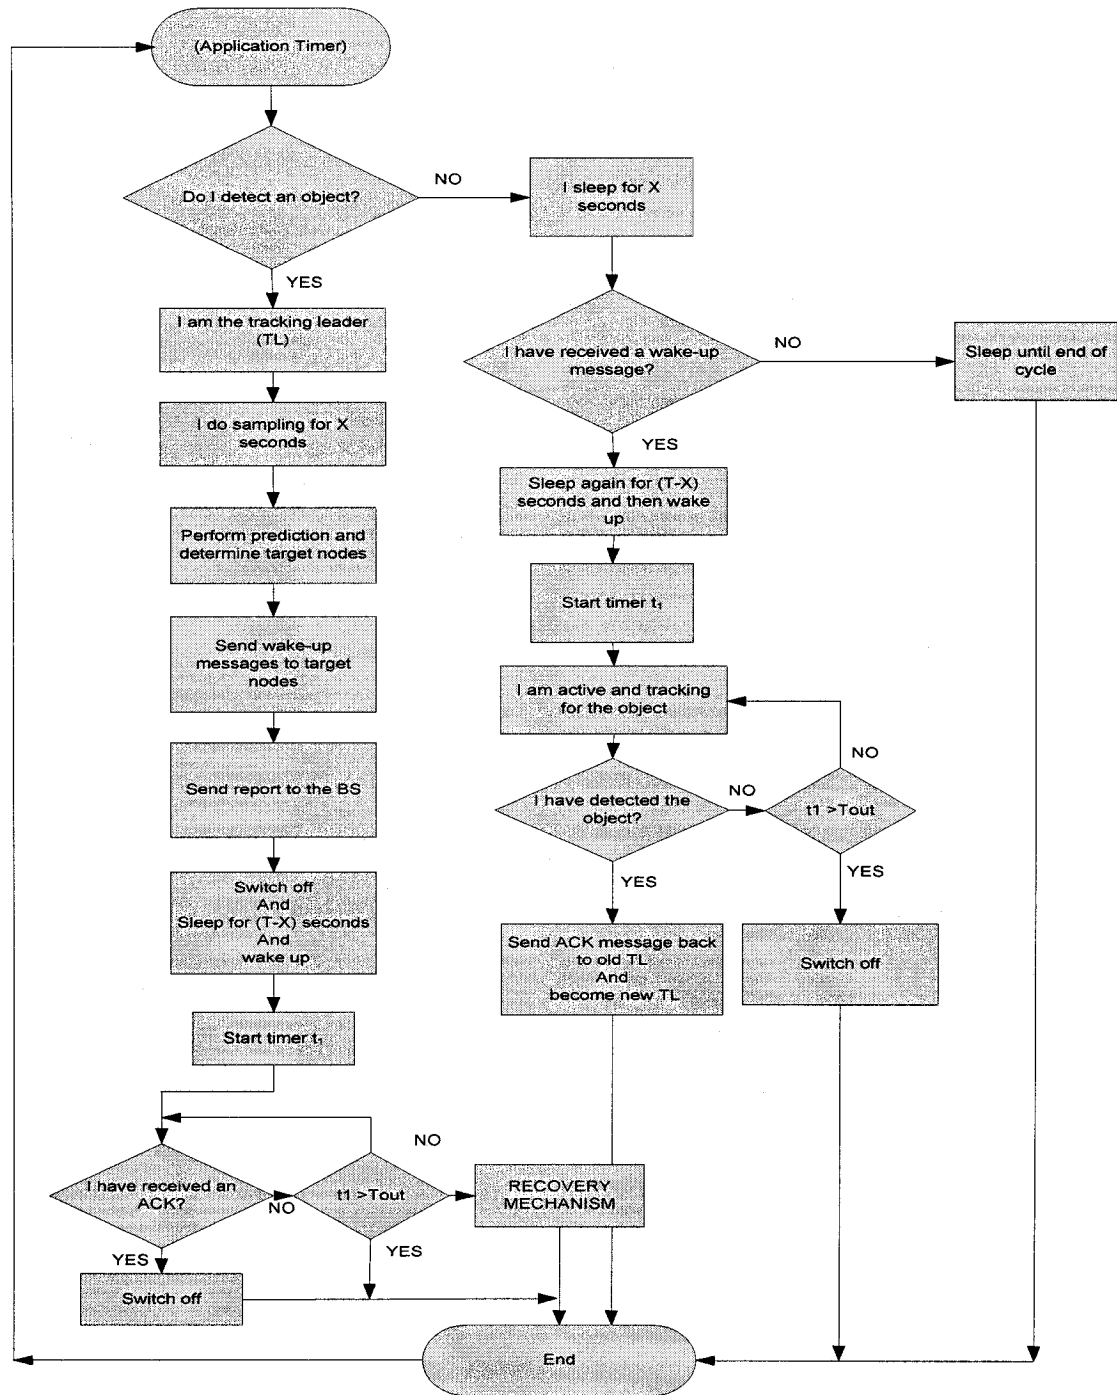 (Application Timer)
Do I detect an object?
NO
I sleep for X
seconds
YES
I am the tracking leader
(TL)
I have received a wake-up
message?
NO
Sleep until end of
cycle
I do sampling for X
seconds
YES
Sleep again for (T-X)
seconds and then wake
up
Perform prediction and
determine target nodes
Start timer t₁
Send wake-up
messages to target
nodes
I am active and tracking
for the object
NO
Send report to the BS
I have detected the
object?
NO
t1 >Tout
YES
YES
Switch off
And
Sleep for (T-X) seconds
And
wake up
Send ACK message back
to old TL
And
become new TL
Switch off
Start timer t₁
NO
I have received an
ACK?
NO
t1 >Tout
RECOVERY
MECHANISM
YES
YES
Switch off
End